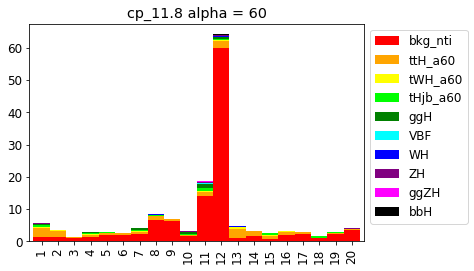 cp_11.8 alpha = 60
60
50
40
30
20
10
0
1 2 3 4 5 6 7 8 9 10 11 12 13 14 15 16 17 18 19 20
bkg_nti
ttH_a60
tWH_a60
tHjb_a60
ggH
VBF
WH
ZH
ggZH
bbH